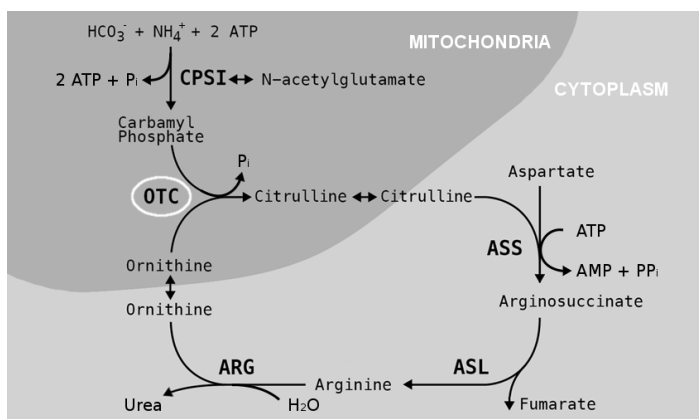 HCO₃⁻ + NH₄⁺ + 2 ATP
MITOCHONDRIA
2 ATP + Pᵢ
CPSI
N-acetylglutamate
CYTOPLASM
Carbamyl
Phosphate
Pᵢ
Aspartate
OTC
Citrulline
Citrulline
ATP
ASS
Ornithine
AMP + PPᵢ
Ornithine
Arginosuccinate
ARG
ASL
Arginine
Urea
H₂O
Fumarate